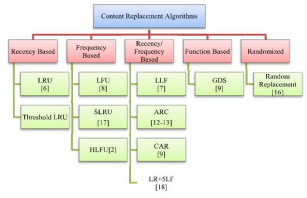 Content Replacement Algorithms
Recency Based
Frequency
Based
Recency/
Frequency
Based
Function Based
Randomized
LRU
[6]
LFU
[8]
LLF
[7]
GDS
[9]
Random
Replacement
[16]
Threshold LRU
SLRU
[17]
ARC
[12-13]
HLFU[2]
CAR
[9]
LR+5LF
[18]